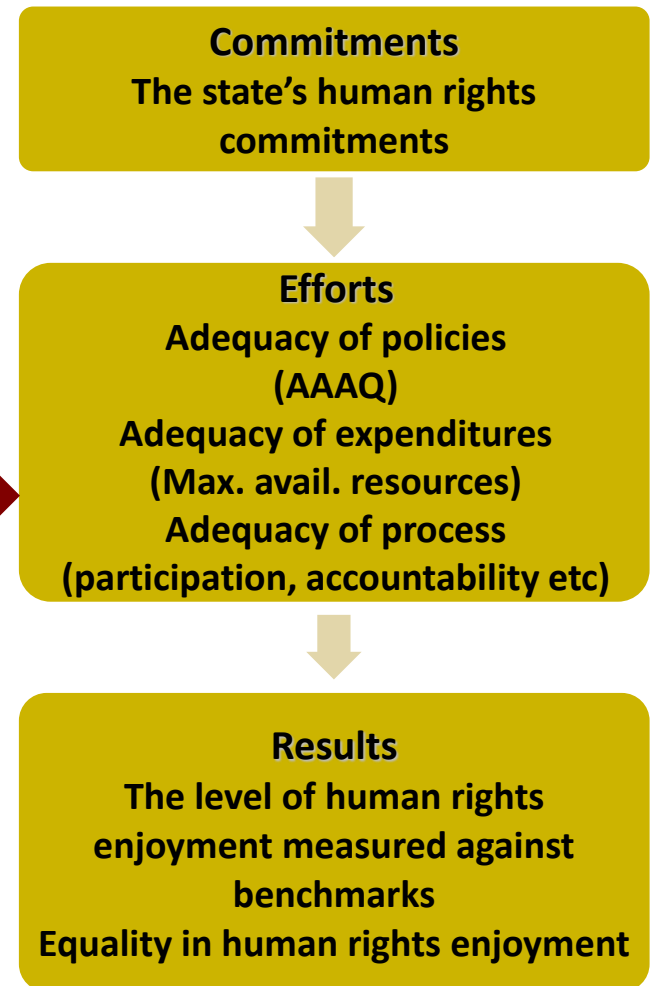 Commitments
The state's human rights
commitments
Efforts
Adequacy of policies
(AAAQ)
Adequacy of expenditures
(Max. avail. resources)
Adequacy of process
(participation, accountability etc)
Results
The level of human rights
enjoyment measured against
benchmarks
Equality in human rights enjoyment